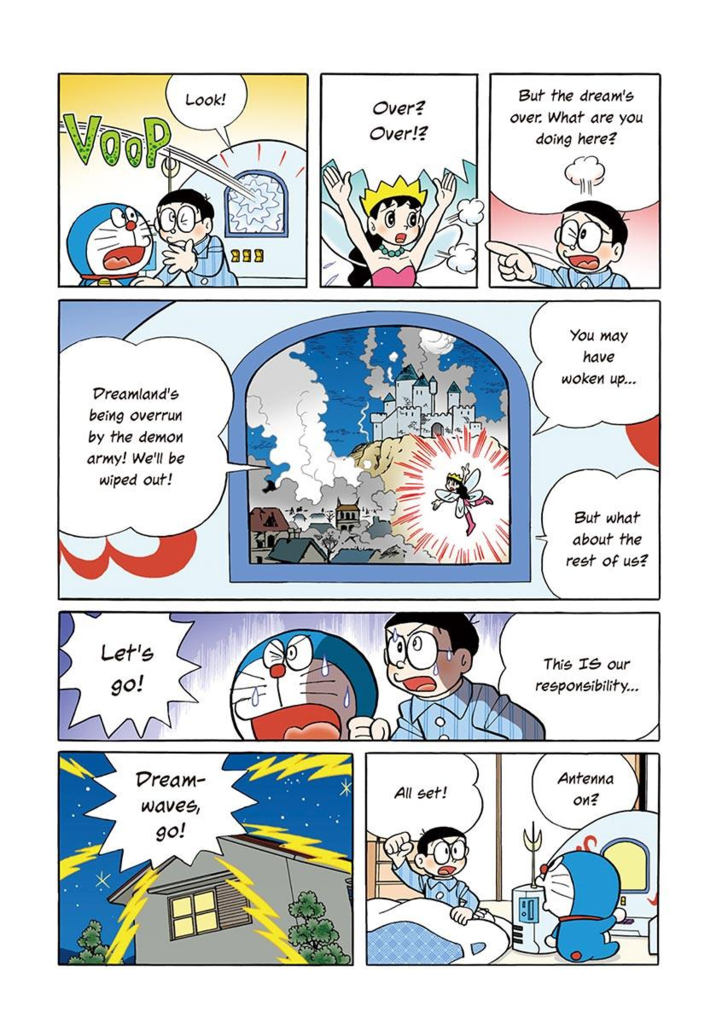 But the dream's
over. What are you
doing here?
Over?
Over!?
Look!
VOOP
You may
have
woken up...
But what
about the
rest of us?
Dreamland's
being overrun
by the demon
army! We'll be
wiped out!
This IS our
responsibility...
Let's
go!
Antenna
on?
All set!
Dream-
waves,
go!